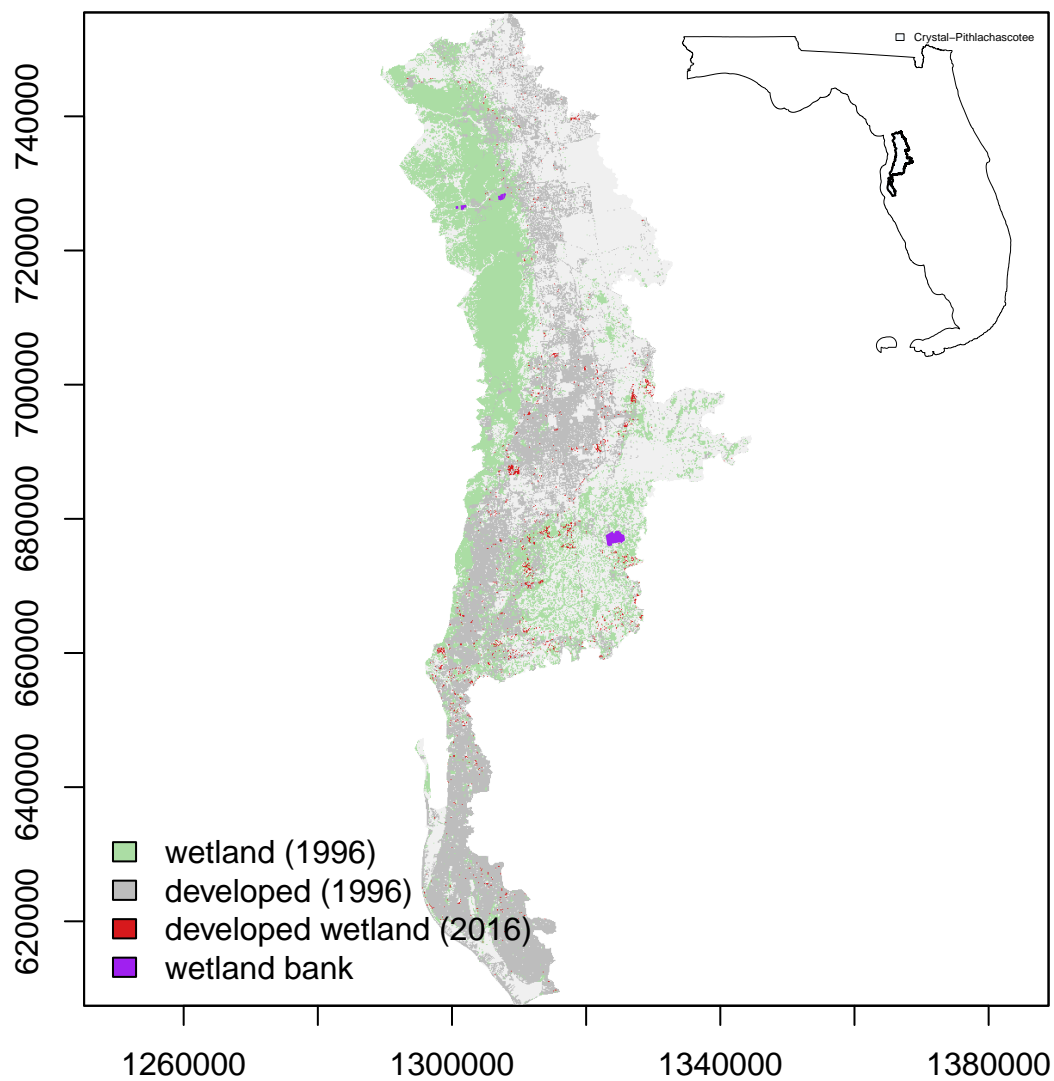 Crystal−Pithlachascotee
740000
720000
700000
680000
660000
640000
620000
wetland (1996)
developed (1996)
developed wetland (2016)
wetland bank
1260000 1300000 1340000 1380000